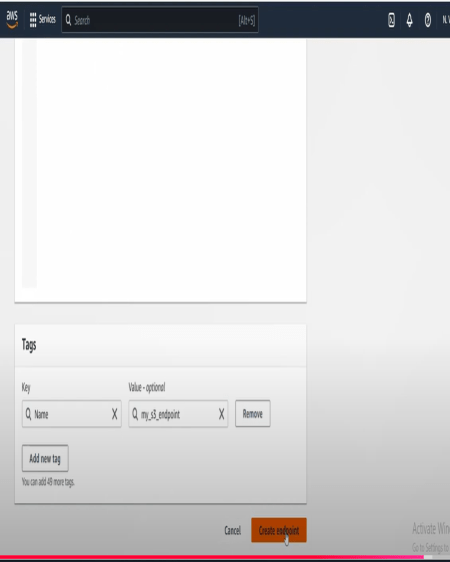 aws
Services
Search
[Alt+S]
Tags
Key
Value - optional
Name
my_s3_endpoint
Remove
Add new tag
You can add 49 more tags.
Cancel
Create endpoint
Activate Win
Go to Settings to